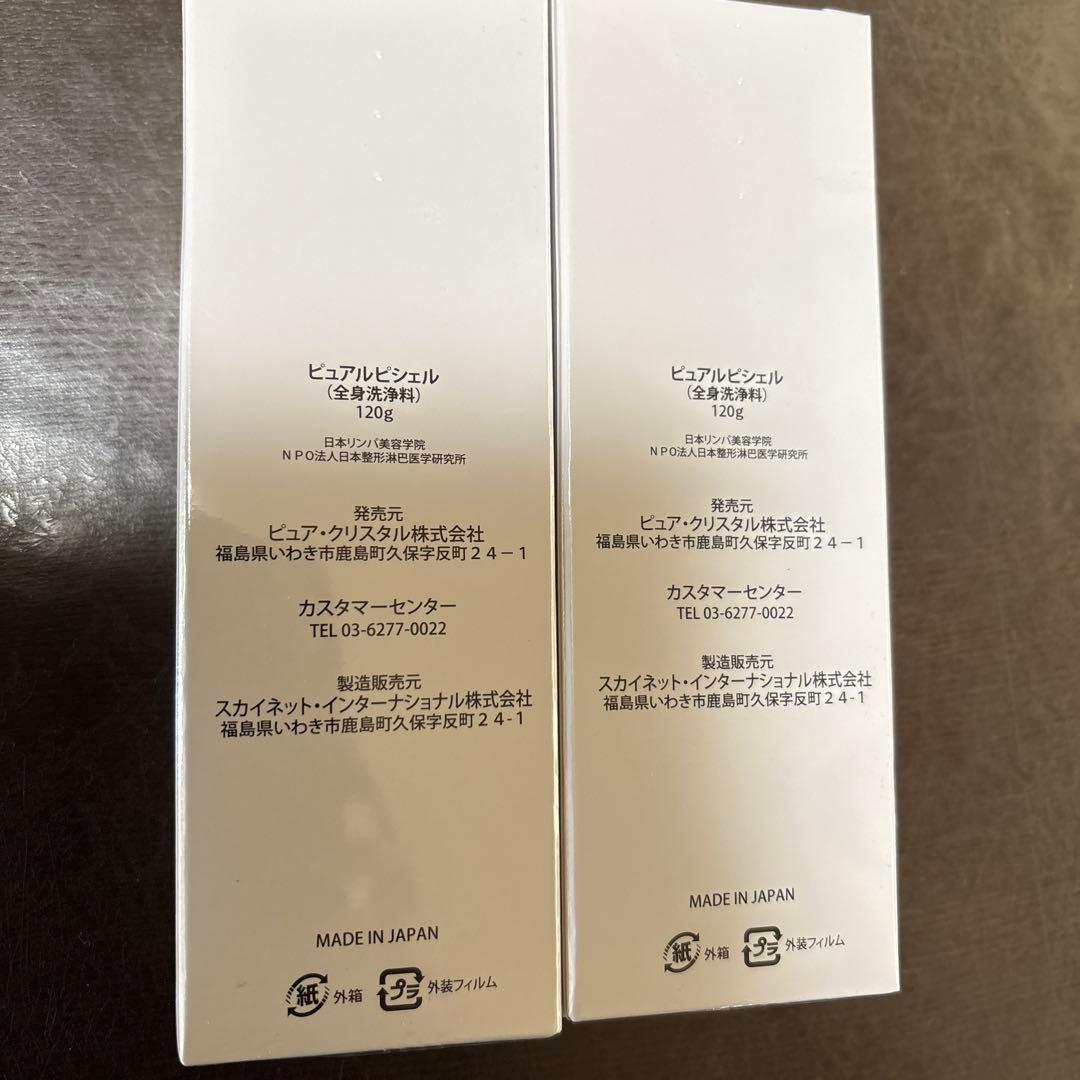 ピュアルピシェル
（全身洗浄料）
120g
日本リンパ美容学院
ＮＰＯ法人日本整形淋巴医学研究所
発売元
ピュア・クリスタル株式会社
福島県いわき市鹿島町久保字反町２４－１
カスタマーセンター
TEL 03-6277-0022
製造販売元
スカイネット・インターナショナル株式会社
福島県いわき市鹿島町久保字反町２４-１
MADE IN JAPAN
紙 外箱 プラ 外装フィルム
ピュアルピシェル
（全身洗浄料）
120g
日本リンパ美容学院
ＮＰＯ法人日本整形淋巴医学研究所
発売元
ピュア・クリスタル株式会社
福島県いわき市鹿島町久保字反町２４－１
カスタマーセンター
TEL 03-6277-0022
製造販売元
スカイネット・インターナショナル株式会社
福島県いわき市鹿島町久保字反町２４-１
MADE IN JAPAN
紙 外箱 プラ 外装フィルム